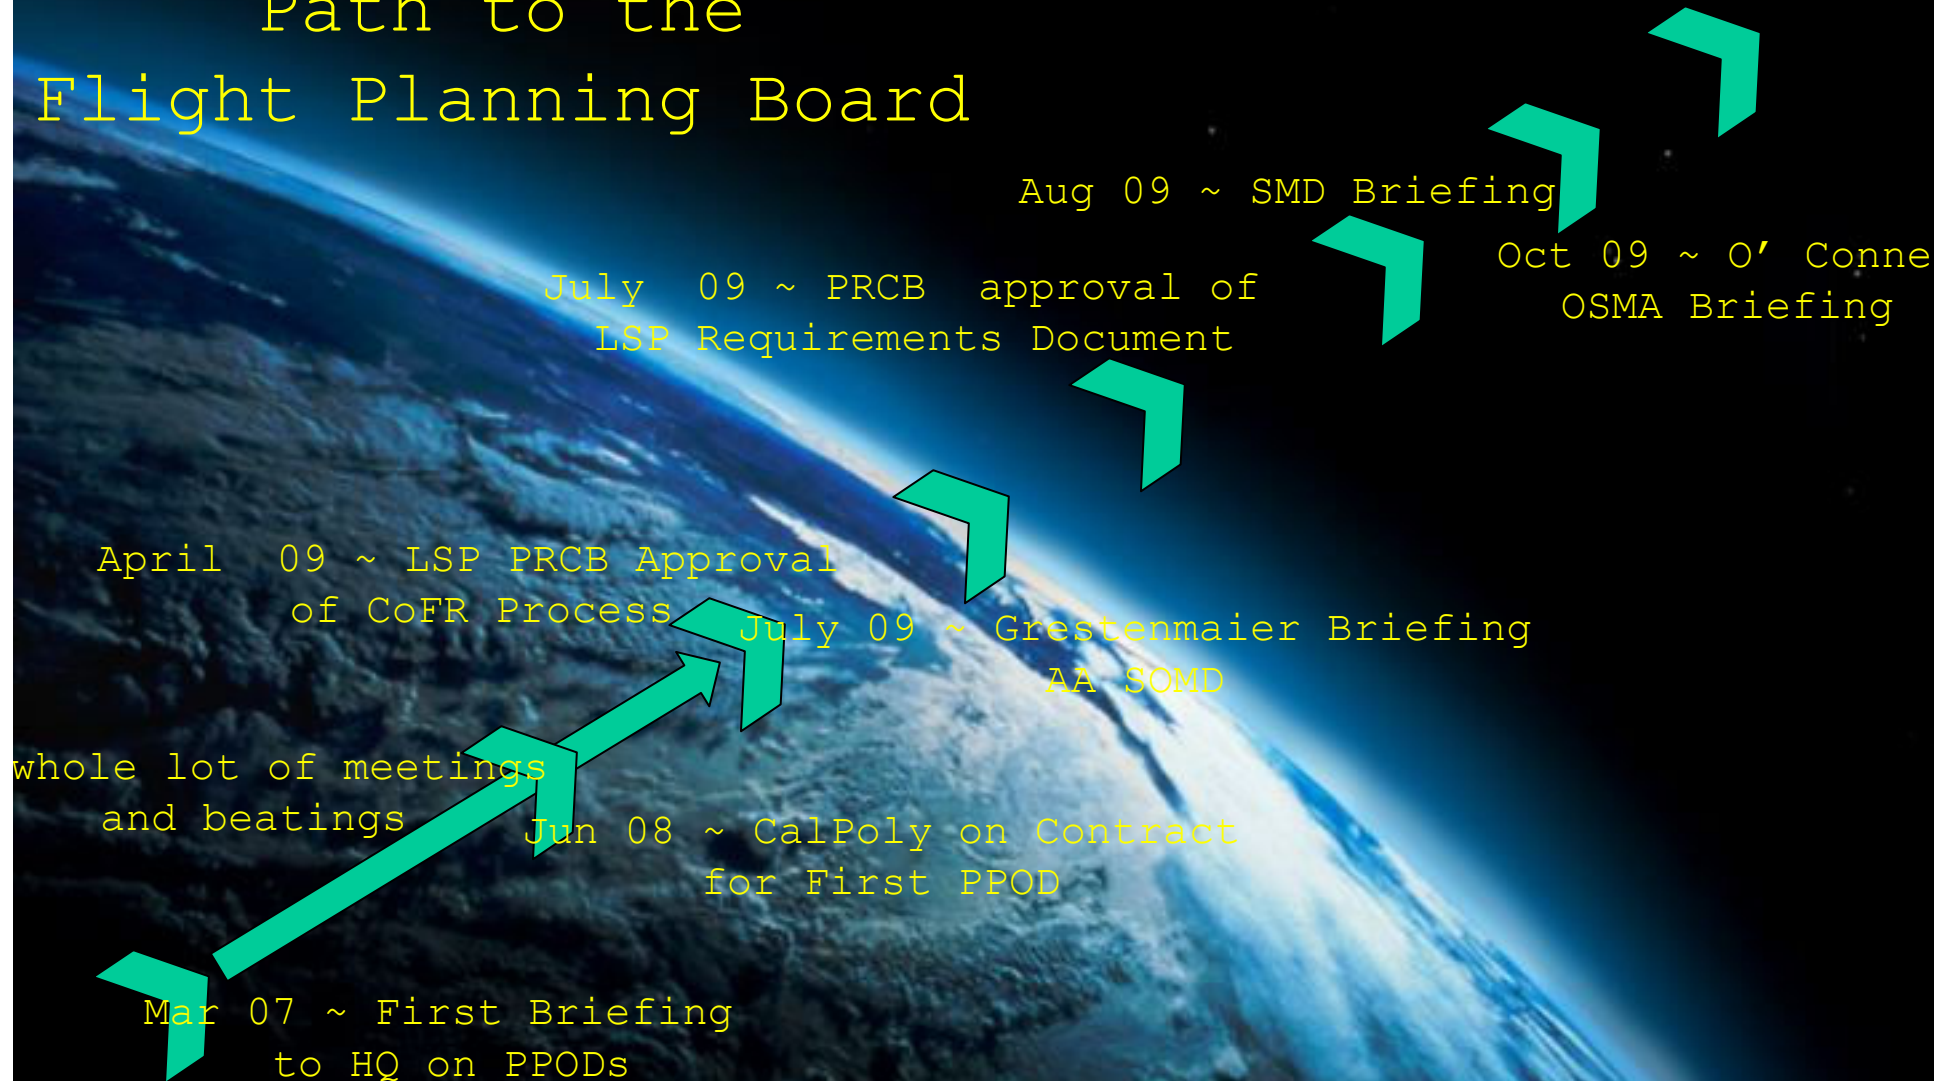 Path to the
Flight Planning Board
Aug 09 ~ SMD Briefing
Oct 09 ~ O’ Conne
OSMA Briefing
July 09 ~ PRCB approval of
LSP Requirements Document
April 09 ~ LSP PRCB Approval
of CoFR Process
July 09 ~ Grestenmaier Briefing
AA SOMD
whole lot of meetings
and beatings
Jun 08 ~ CalPoly on Contract
for First PPOD
Mar 07 ~ First Briefing
to HQ on PPODs